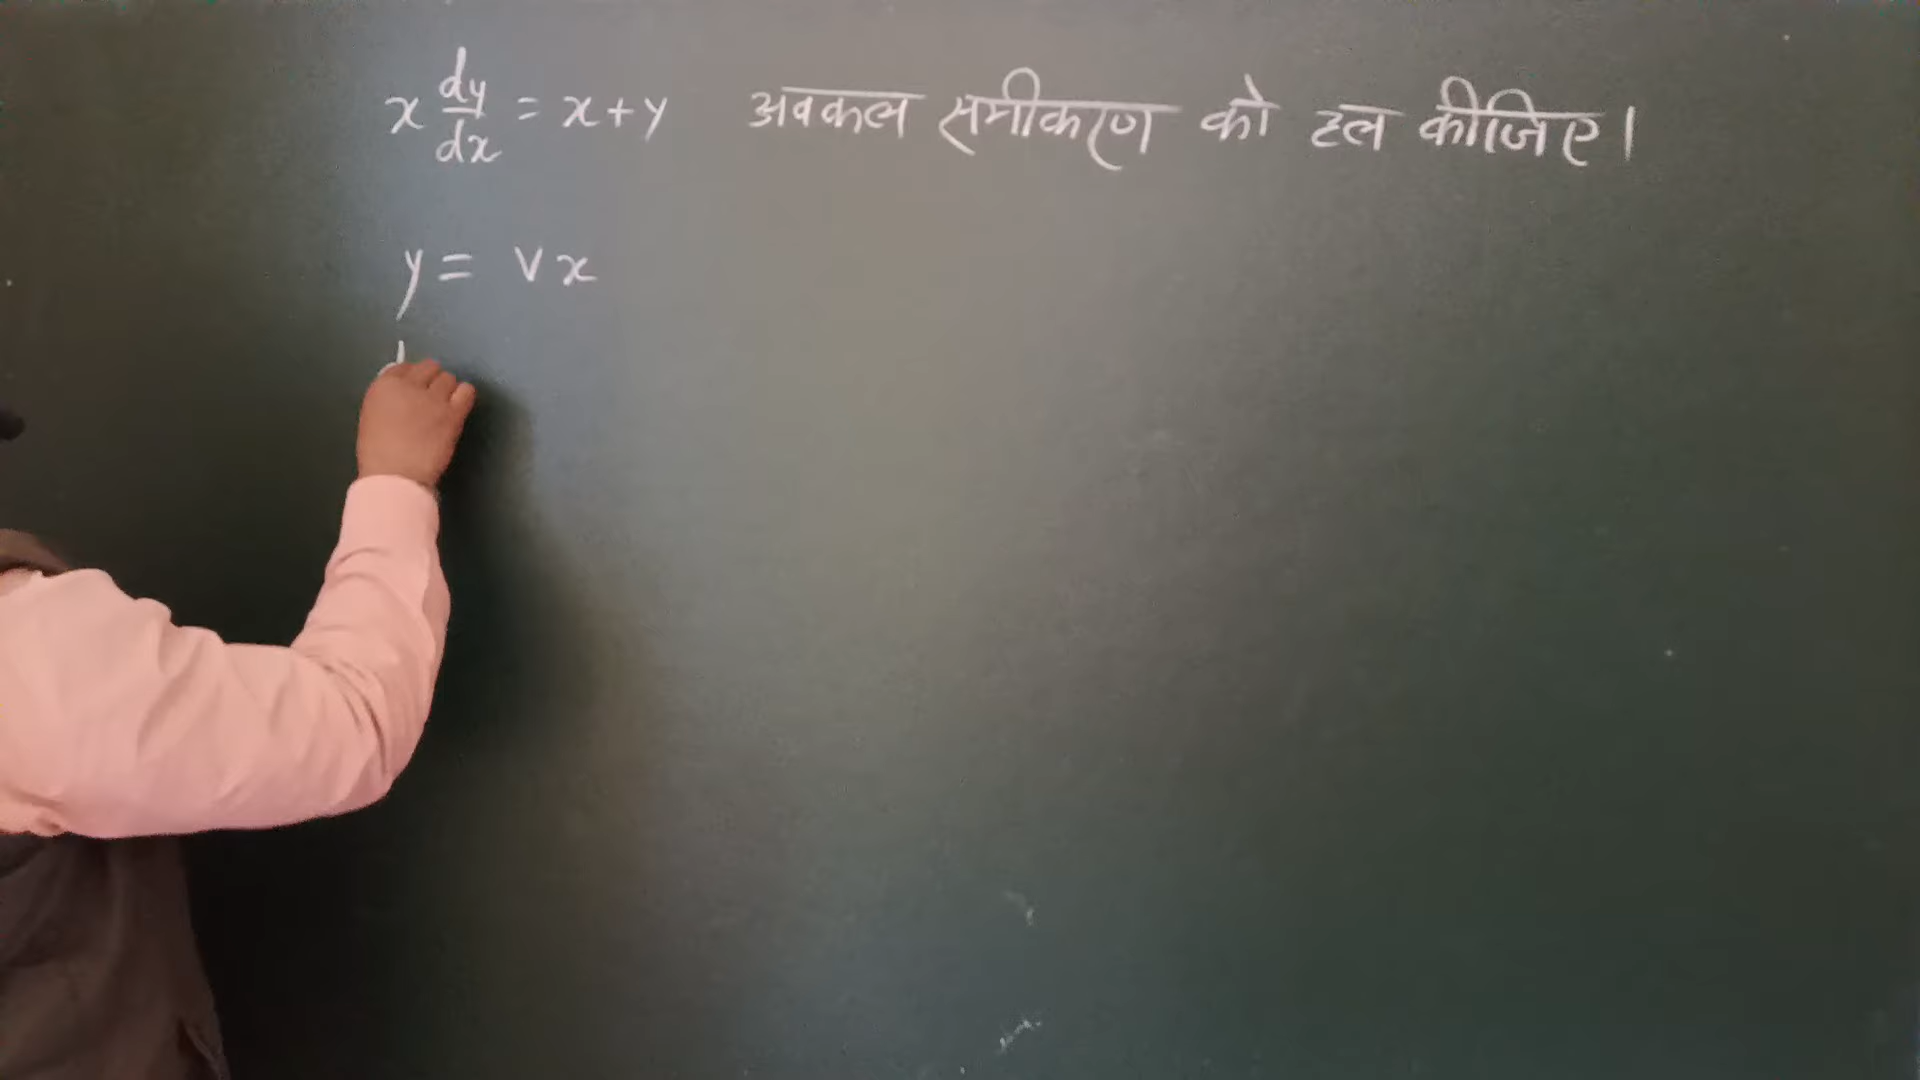 x dy/dx = x+y अवकल समीकरण को हल कीजिए।
y = vx
d